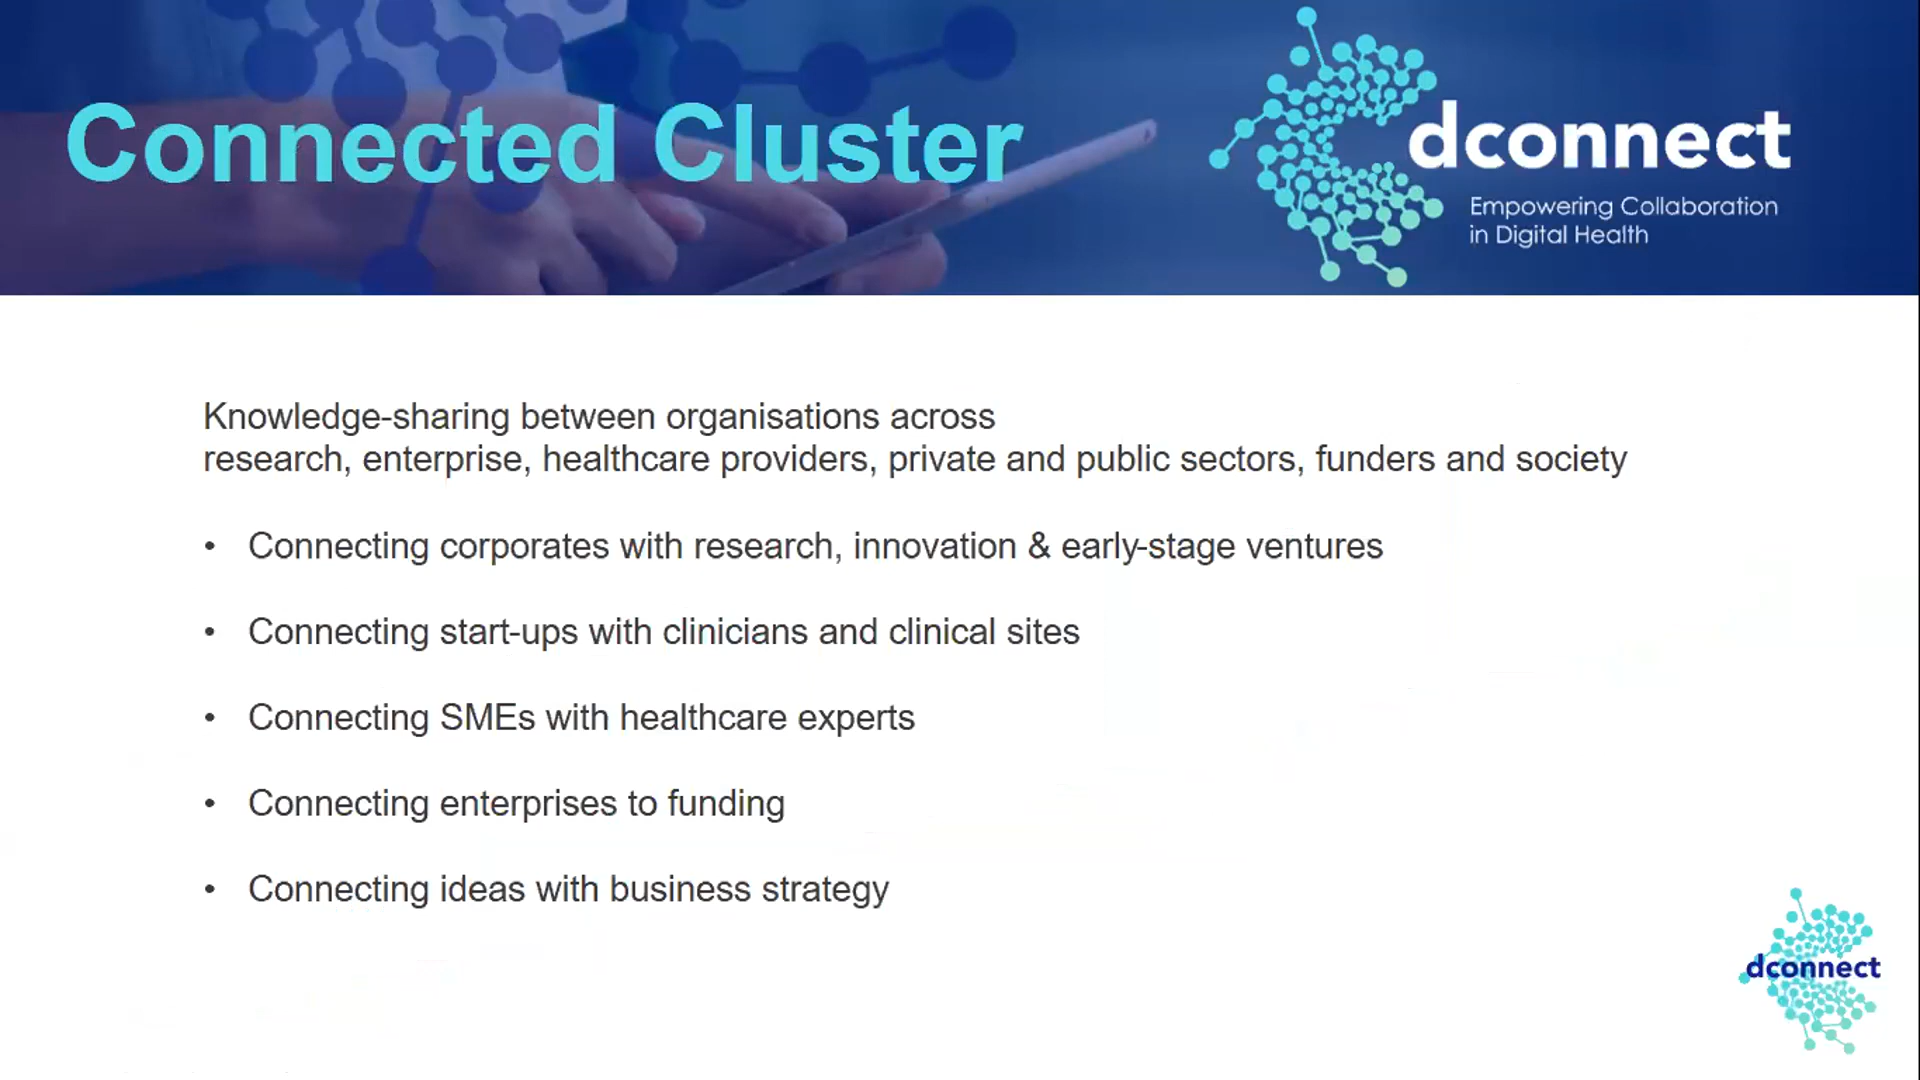 Connected Cluster
dconnect
Empowering Collaboration
in Digital Health
Knowledge-sharing between organisations across
research, enterprise, healthcare providers, private and public sectors, funders and society
• Connecting corporates with research, innovation & early-stage ventures
• Connecting start-ups with clinicians and clinical sites
• Connecting SMEs with healthcare experts
• Connecting enterprises to funding
• Connecting ideas with business strategy
dconnect